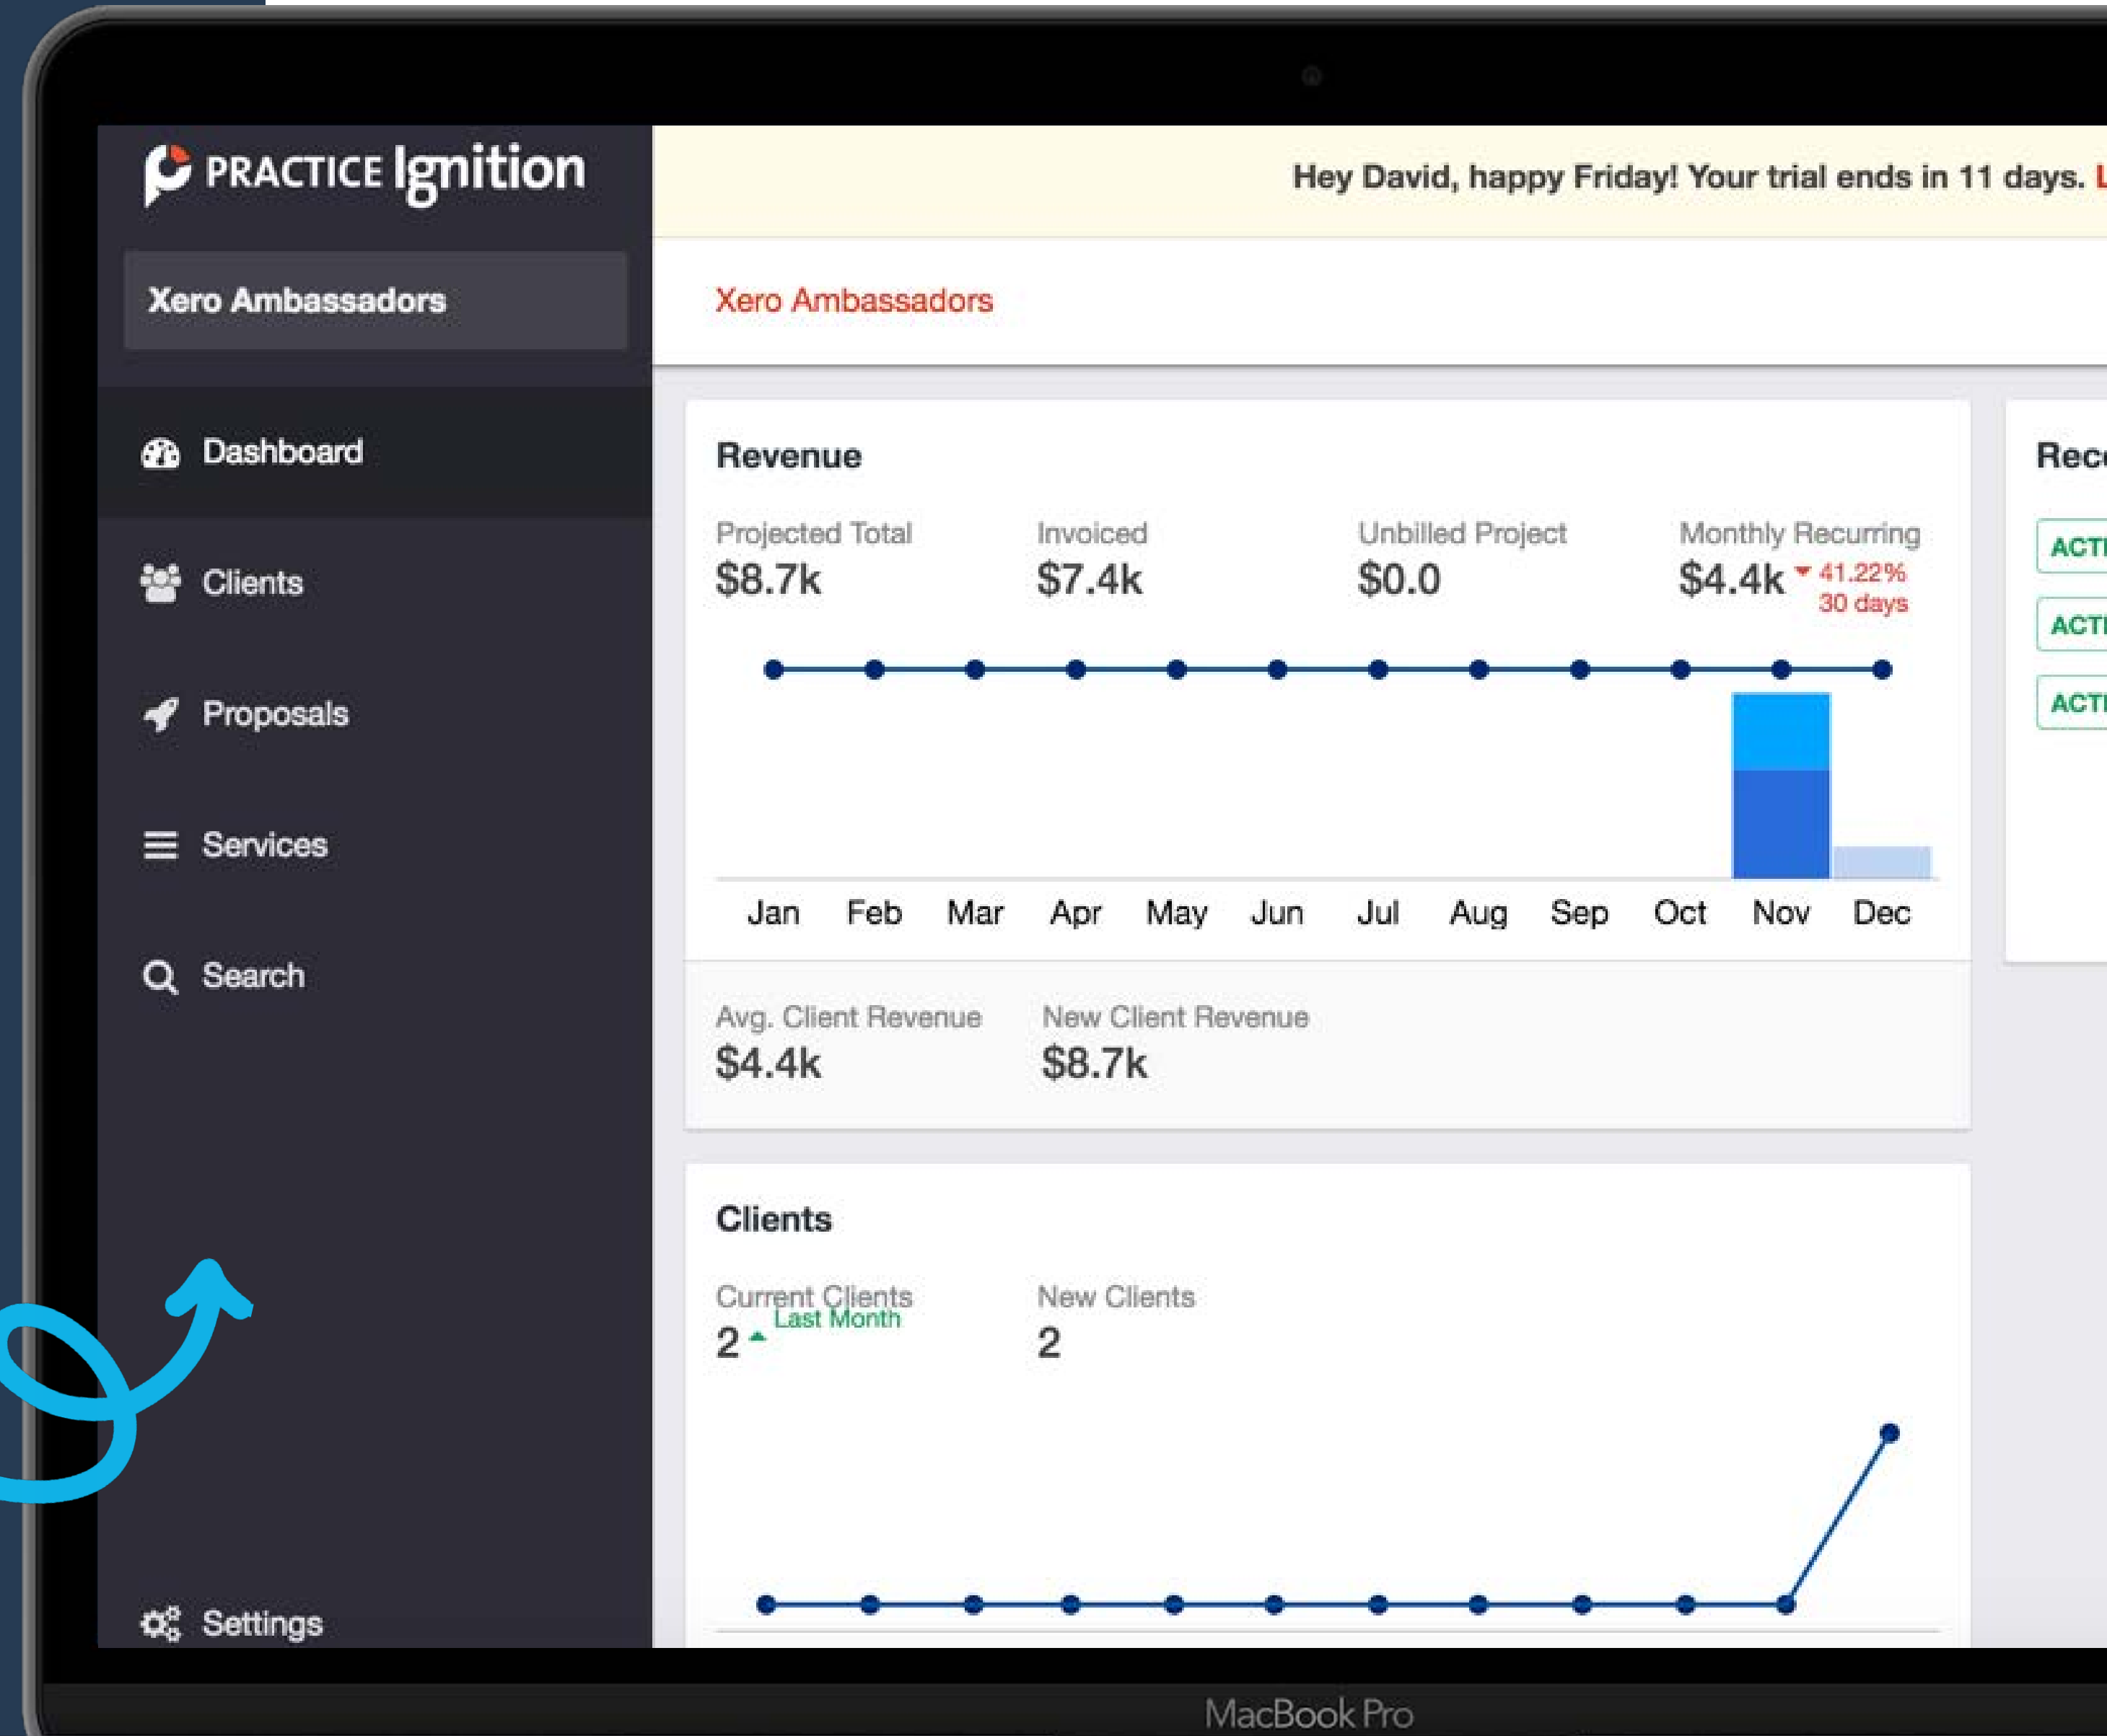 PRACTICE Ignition
Xero Ambassadors
Dashboard
Clients
Proposals
Services
Search
Settings
Hey David, happy Friday! Your trial ends in 11 days.
Xero Ambassadors
Revenue
Projected Total
$8.7k
Invoiced
$7.4k
Unbilled Project
$0.0
Monthly Recurring
$4.4k 41.22%
30 days
Jan Feb Mar Apr May Jun Jul Aug Sep Oct Nov Dec
Avg. Client Revenue
$4.4k
New Client Revenue
$8.7k
Clients
Current Clients
Last Month
2
New Clients
2
MacBook Pro